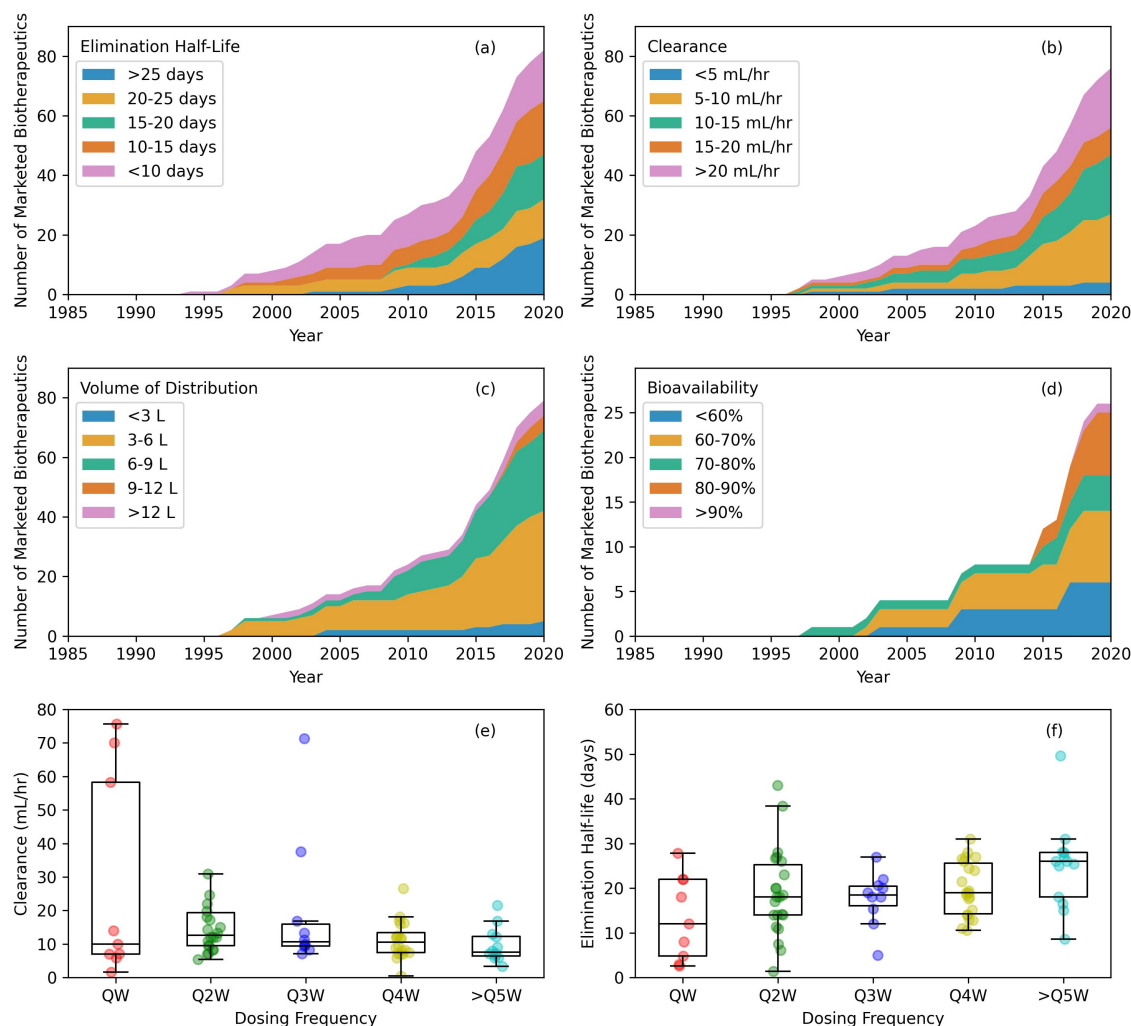 Number of Marketed Biotherapeutics
80
60
40
20
0
Elimination Half-Life
(a)
>25 days
20-25 days
15-20 days
10-15 days
<10 days
1985 1990 1995 2000 2005 2010 2015 2020
Year
Number of Marketed Biotherapeutics
80
60
40
20
0
Clearance
(b)
<5 mL/hr
5-10 mL/hr
10-15 mL/hr
15-20 mL/hr
>20 mL/hr
1985 1990 1995 2000 2005 2010 2015 2020
Year
Number of Marketed Biotherapeutics
80
60
40
20
0
Volume of Distribution
(c)
<3 L
3-6 L
6-9 L
9-12 L
>12 L
1985 1990 1995 2000 2005 2010 2015 2020
Year
Number of Marketed Biotherapeutics
25
20
15
10
5
0
Bioavailability
(d)
<60%
60-70%
70-80%
80-90%
>90%
1985 1990 1995 2000 2005 2010 2015 2020
Year
Clearance (mL/hr)
80
70
60
50
40
30
20
10
0
(e)
QW Q2W Q3W Q4W >Q5W
Dosing Frequency
Elimination Half-life (days)
60
50
40
30
20
10
0
(f)
QW Q2W Q3W Q4W >Q5W
Dosing Frequency